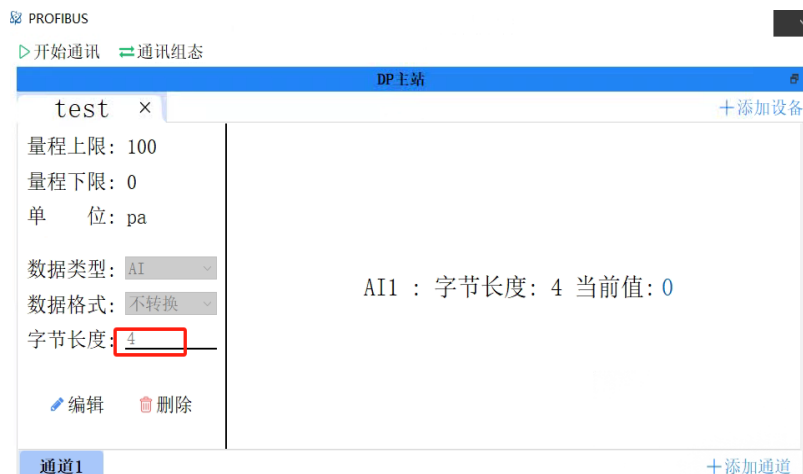 PROFIBUS
开始通讯 通讯组态
DP主站
test ×
+添加设备
量程上限: 100
量程下限: 0
单 位: pa
数据类型: AI
数据格式: 不转换
字节长度: 4
编辑 删除
AI1 : 字节长度: 4 当前值: 0
通道1
+添加通道